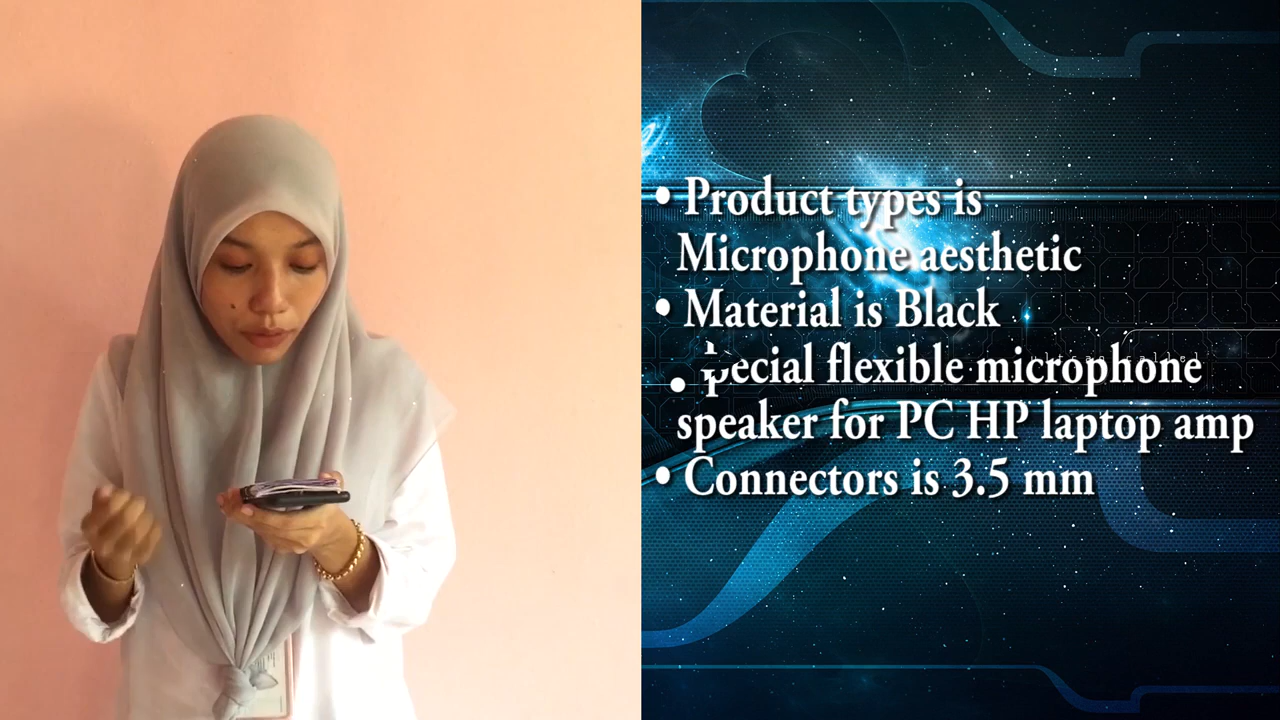 • Product types is
Microphone aesthetic
• Material is Black
• pecial flexible microphone
speaker for PC HP laptop amp
• Connectors is 3.5 mm